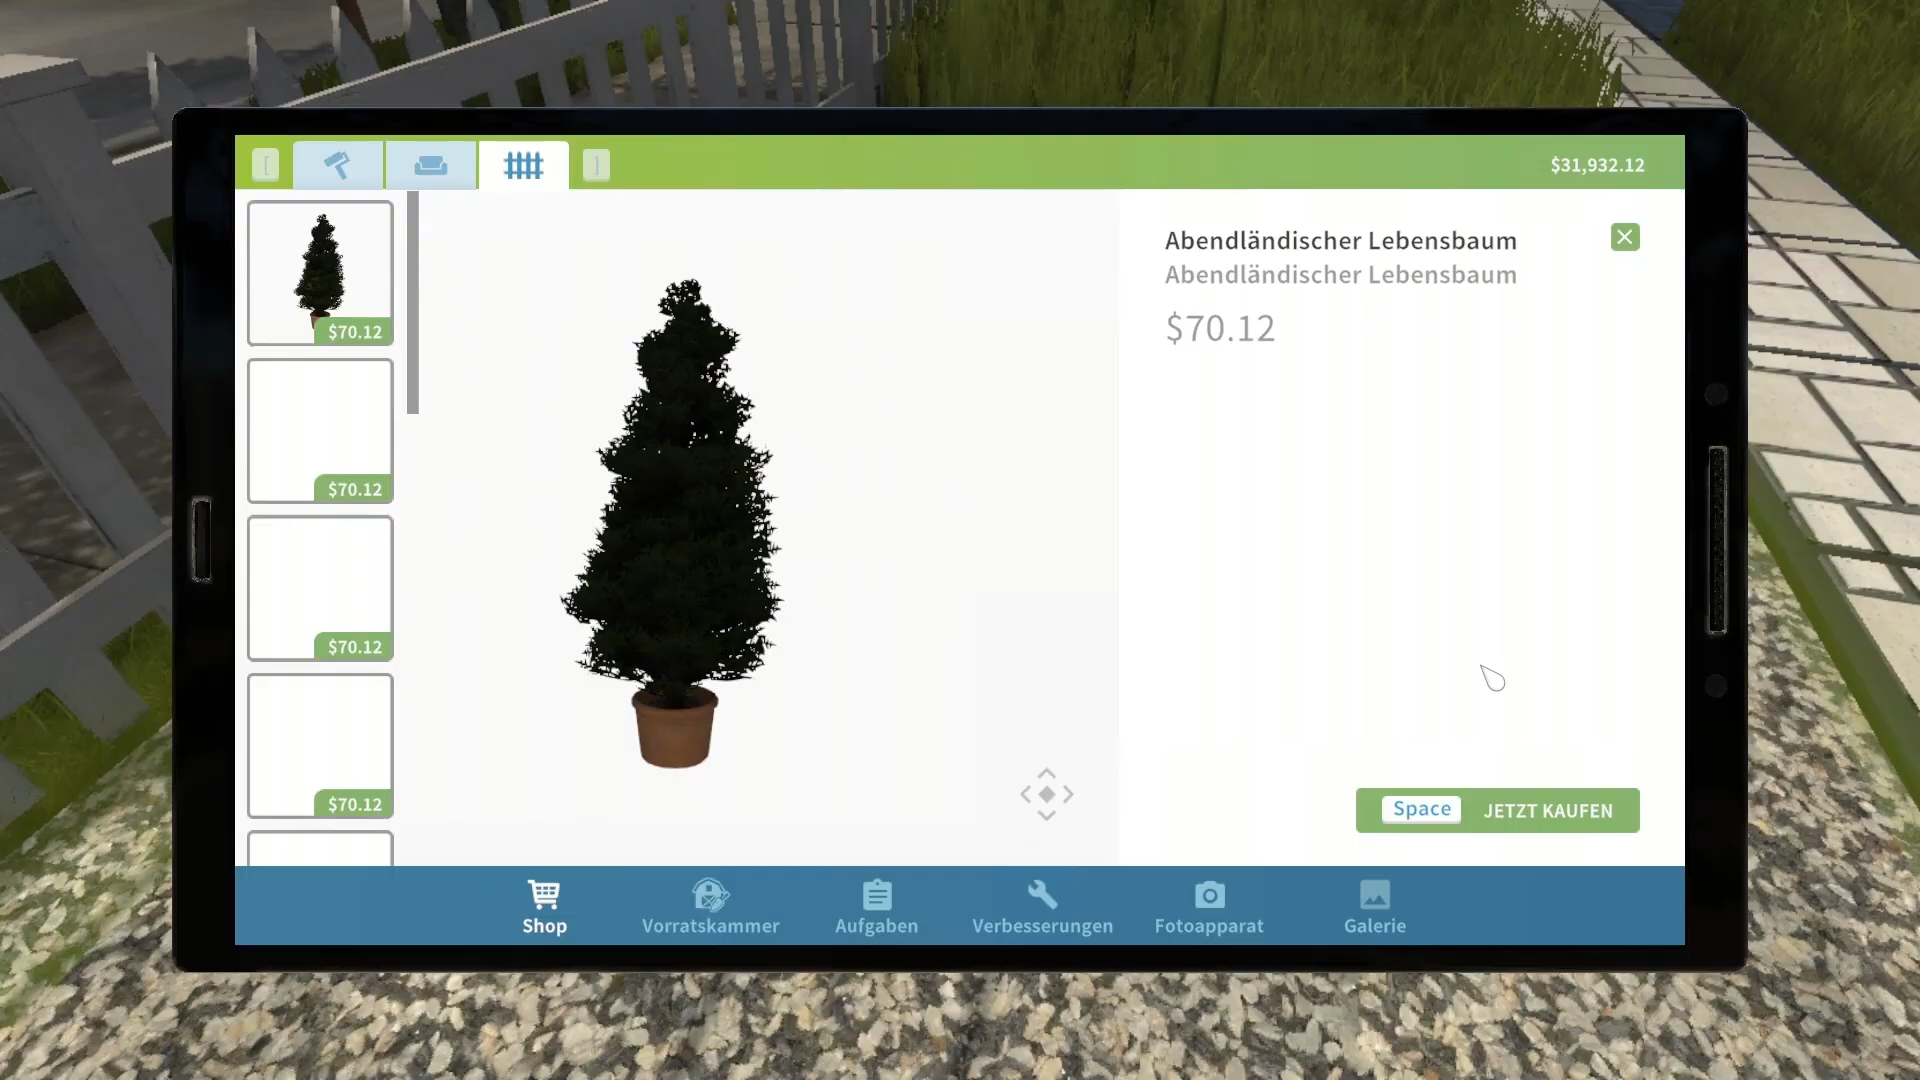 [
]
$31,932.12
$70.12
$70.12
$70.12
$70.12
Abendländischer Lebensbaum
Abendländischer Lebensbaum
$70.12
Space JETZT KAUFEN
Shop
Vorratskammer
Aufgaben
Verbesserungen
Fotoapparat
Galerie